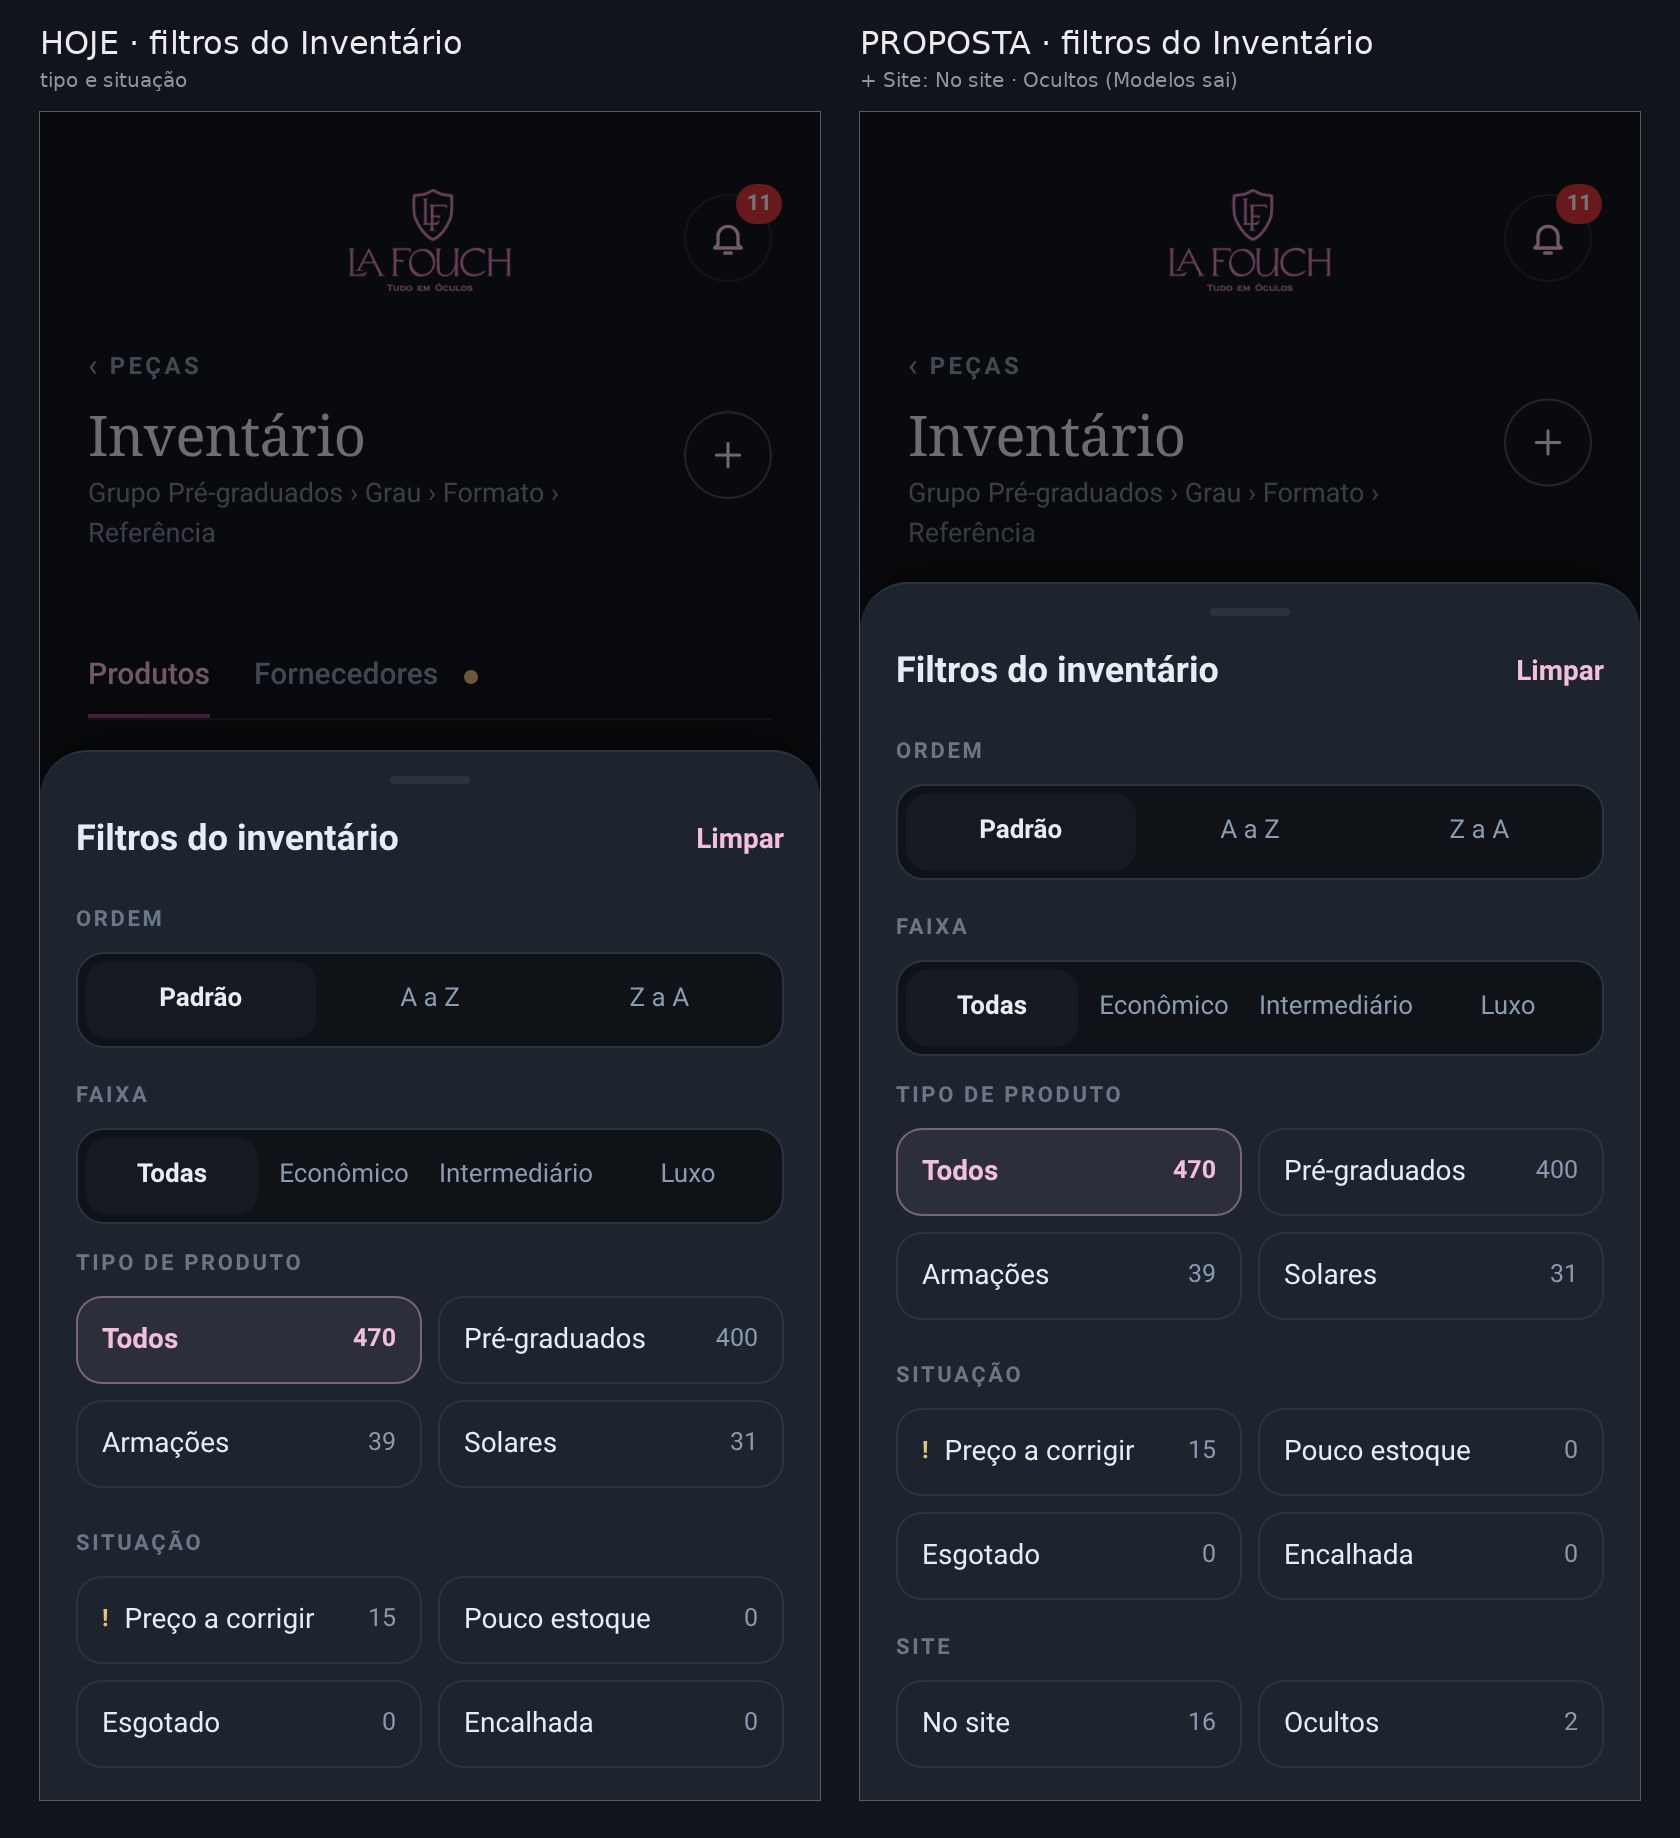 HOJE · filtros do Inventário
tipo e situação
11
LF
LA FOUCH
TUDO EM ÓCULOS
‹ PEÇAS
Inventário
+
Grupo Pré-graduados › Grau › Formato ›
Referência
Produtos Fornecedores
Filtros do inventário Limpar
ORDEM
Padrão A a Z Z a A
FAIXA
Todas Econômico Intermediário Luxo
TIPO DE PRODUTO
Todos 470 Pré-graduados 400
Armações 39 Solares 31
SITUAÇÃO
! Preço a corrigir 15 Pouco estoque 0
Esgotado 0 Encalhada 0
PROPOSTA · filtros do Inventário
+ Site: No site · Ocultos (Modelos sai)
11
LF
LA FOUCH
TUDO EM ÓCULOS
‹ PEÇAS
Inventário
+
Grupo Pré-graduados › Grau › Formato ›
Referência
Filtros do inventário Limpar
ORDEM
Padrão A a Z Z a A
FAIXA
Todas Econômico Intermediário Luxo
TIPO DE PRODUTO
Todos 470 Pré-graduados 400
Armações 39 Solares 31
SITUAÇÃO
! Preço a corrigir 15 Pouco estoque 0
Esgotado 0 Encalhada 0
SITE
No site 16 Ocultos 2